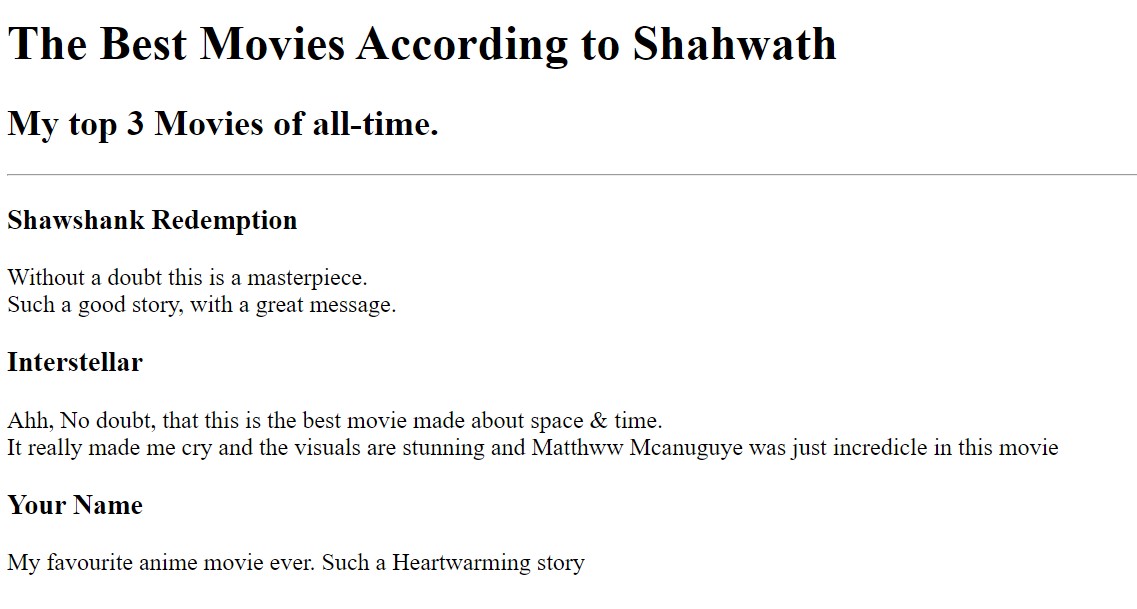 The Best Movies According to Shahwath
My top 3 Movies of all-time.
Shawshank Redemption
Without a doubt this is a masterpiece.
Such a good story, with a great message.
Interstellar
Ahh, No doubt, that this is the best movie made about space & time.
It really made me cry and the visuals are stunning and Matthww Mcanuguye was just incredicle in this movie
Your Name
My favourite anime movie ever. Such a Heartwarming story